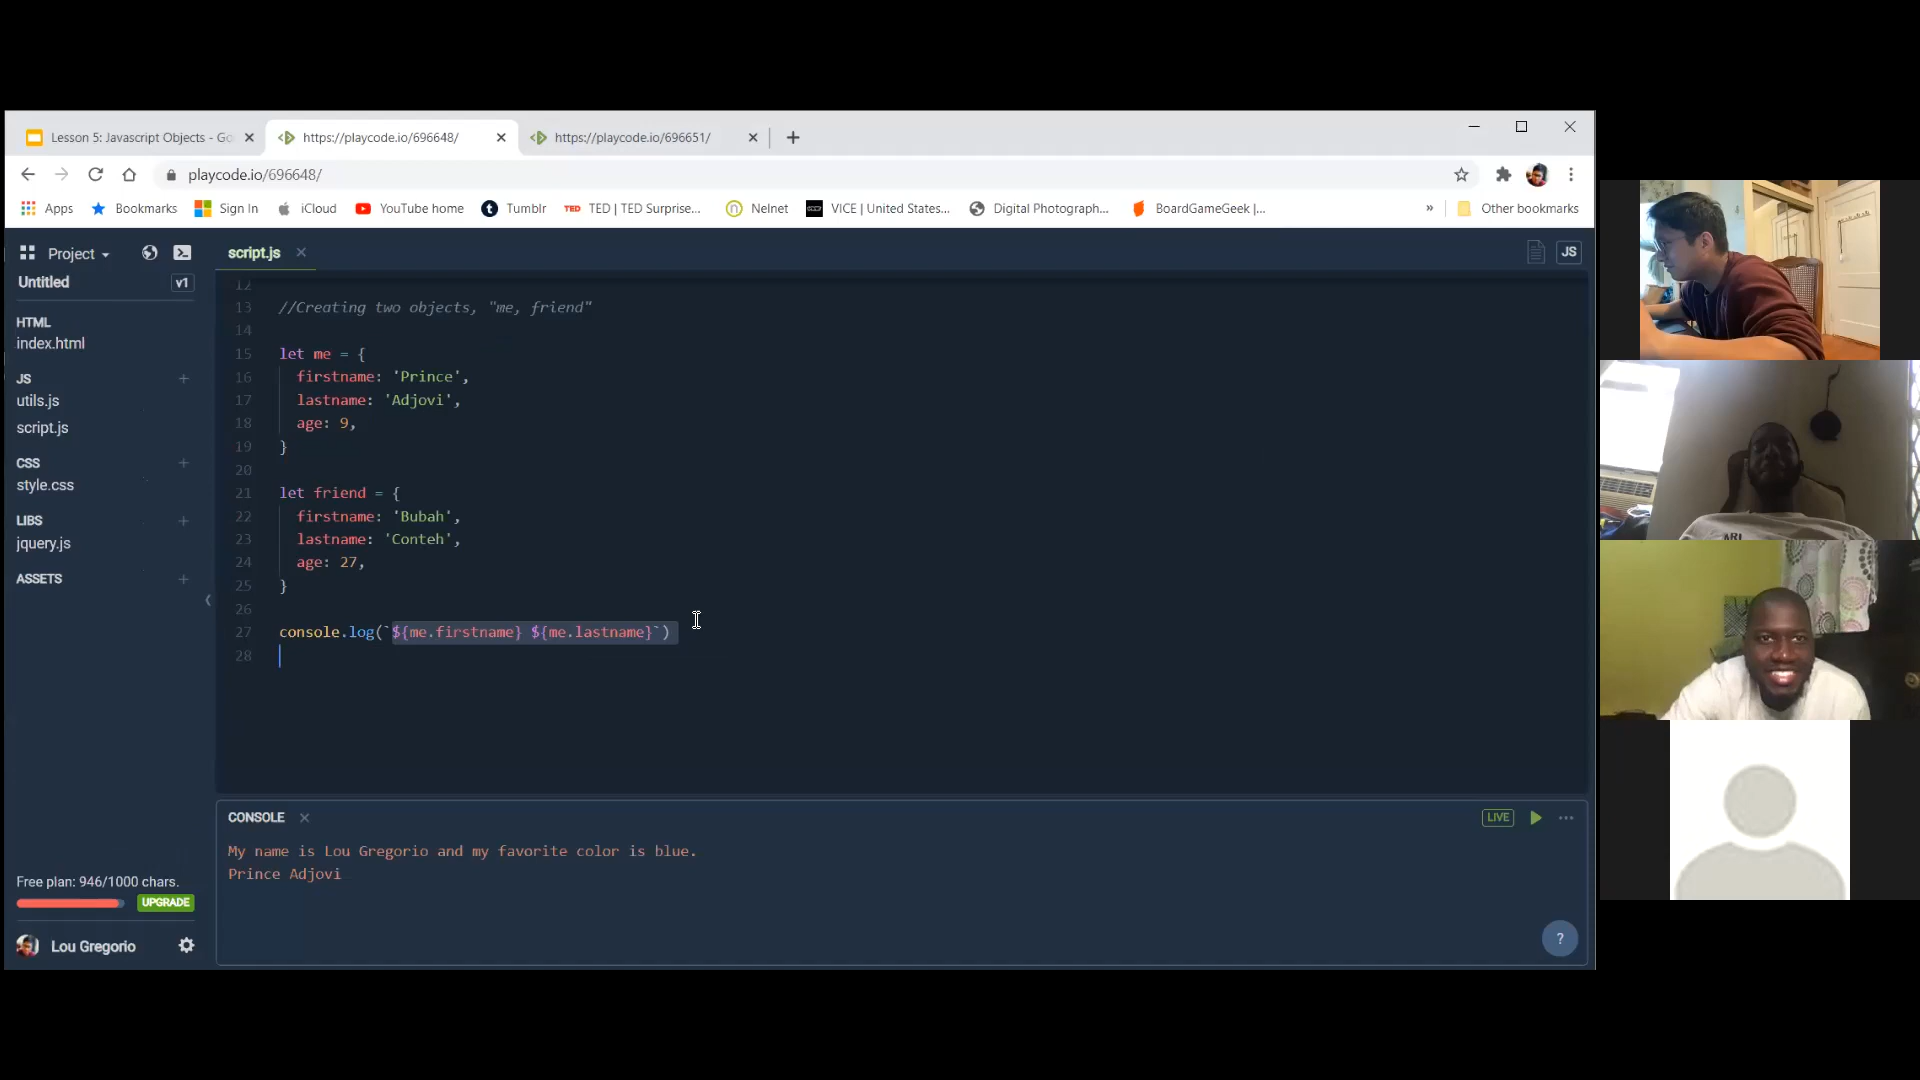 Lesson 5: Javascript Objects - Go
https://playcode.io/696648/
https://playcode.io/696651/
playcode.io/696648/
Apps
Bookmarks
Sign In
iCloud
YouTube home
Tumblr
TED TED | TED Surprise...
Nelnet
VICE | United States...
Digital Photograph...
BoardGameGeek |...
»
Other bookmarks
Project
Untitled
v1
HTML
index.html
JS
utils.js
script.js
CSS
style.css
LIBS
jquery.js
ASSETS
Free plan: 946/1000 chars.
UPGRADE
Lou Gregorio
script.js
JS
12
13 //Creating two objects, "me, friend"
14
15 let me = {
16 firstname: 'Prince',
17 lastname: 'Adjovi',
18 age: 9,
19 }
20
21 let friend = {
22 firstname: 'Bubah',
23 lastname: 'Conteh',
24 age: 27,
25 }
26
27 console.log(`${me.firstname} ${me.lastname}`)
28
CONSOLE
LIVE
My name is Lou Gregorio and my favorite color is blue.
Prince Adjovi
?